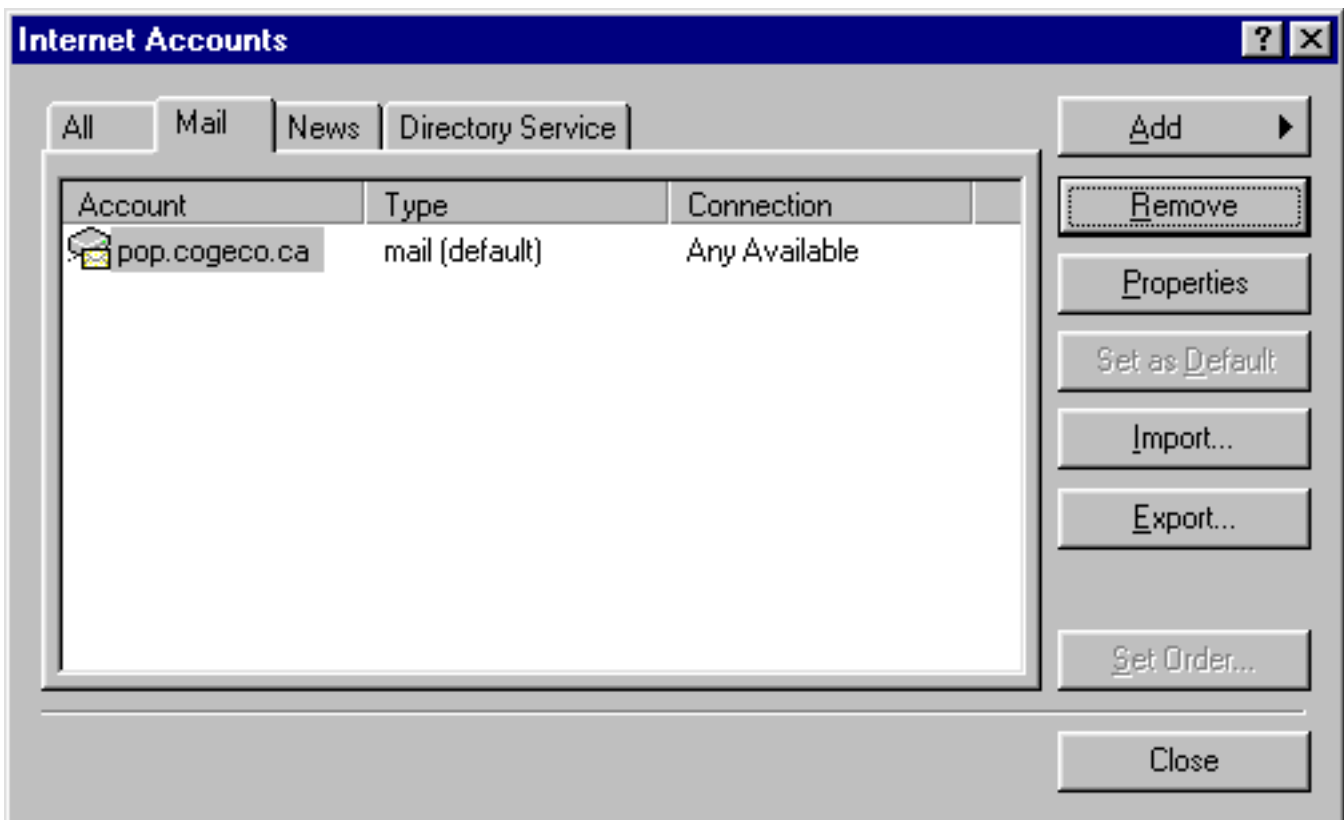 Internet Accounts
All Mail News Directory Service
Add
Remove
Properties
Set as Default
Import...
Export...
Set Order...
Close
Account Type Connection
pop.cogeco.ca mail (default) Any Available